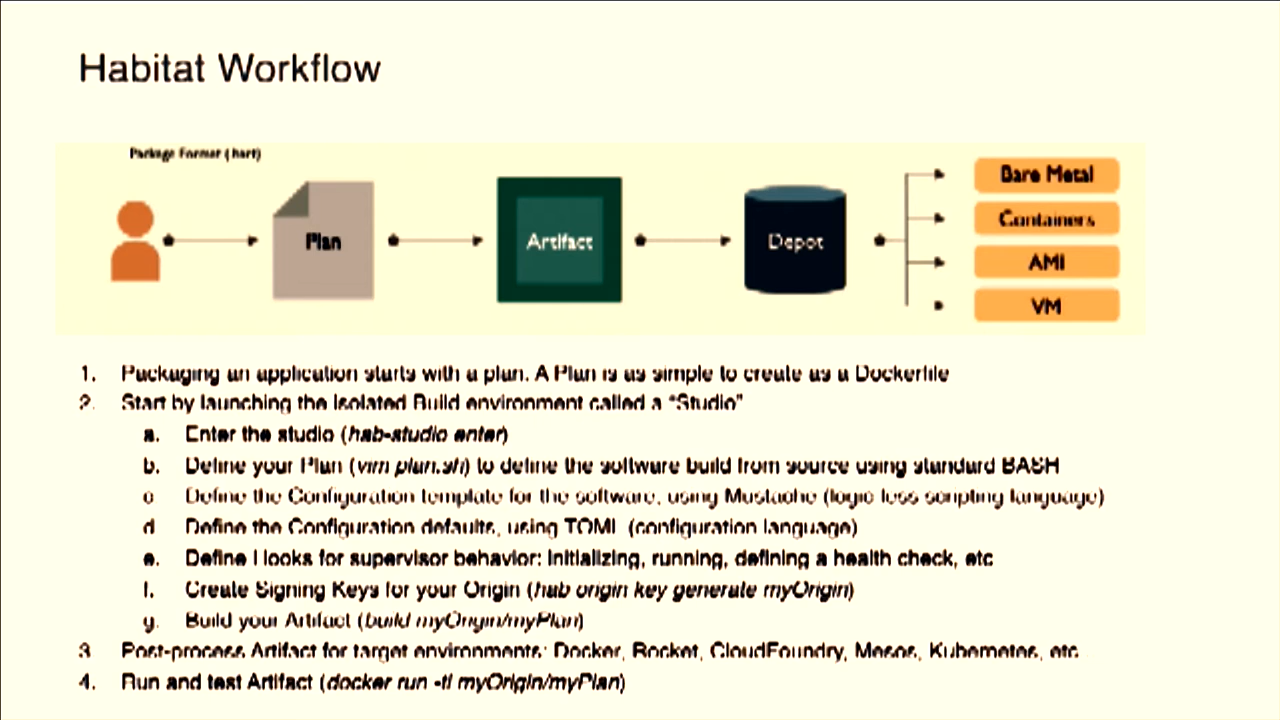 Habitat Workflow
Package Format (.hart)
Plan
Artifact
Depot
Bare Metal
Containers
AMI
VM
1. Packaging an application starts with a plan. A Plan is as simple to create as a Dockerfile
2. Start by launching the Isolated Build environment called a “Studio”
a. Enter the studio (hab-studio enter)
b. Define your Plan (vim plan.sh) to define the software build from source using standard BASH
c. Define the Configuration template for the software, using Mustache (logic less scripting language)
d. Define the Configuration defaults, using TOML (configuration language)
e. Define Hooks for supervisor behavior: Initializing, running, defining a health check, etc
f. Create Signing Keys for your Origin (hab origin key generate myOrigin)
g. Build your Artifact (build myOrigin/myPlan)
3. Post-process Artifact for target environments: Docker, Rocket, CloudFoundry, Mesos, Kubernetes, etc
4. Run and test Artifact (docker run -ti myOrigin/myPlan)